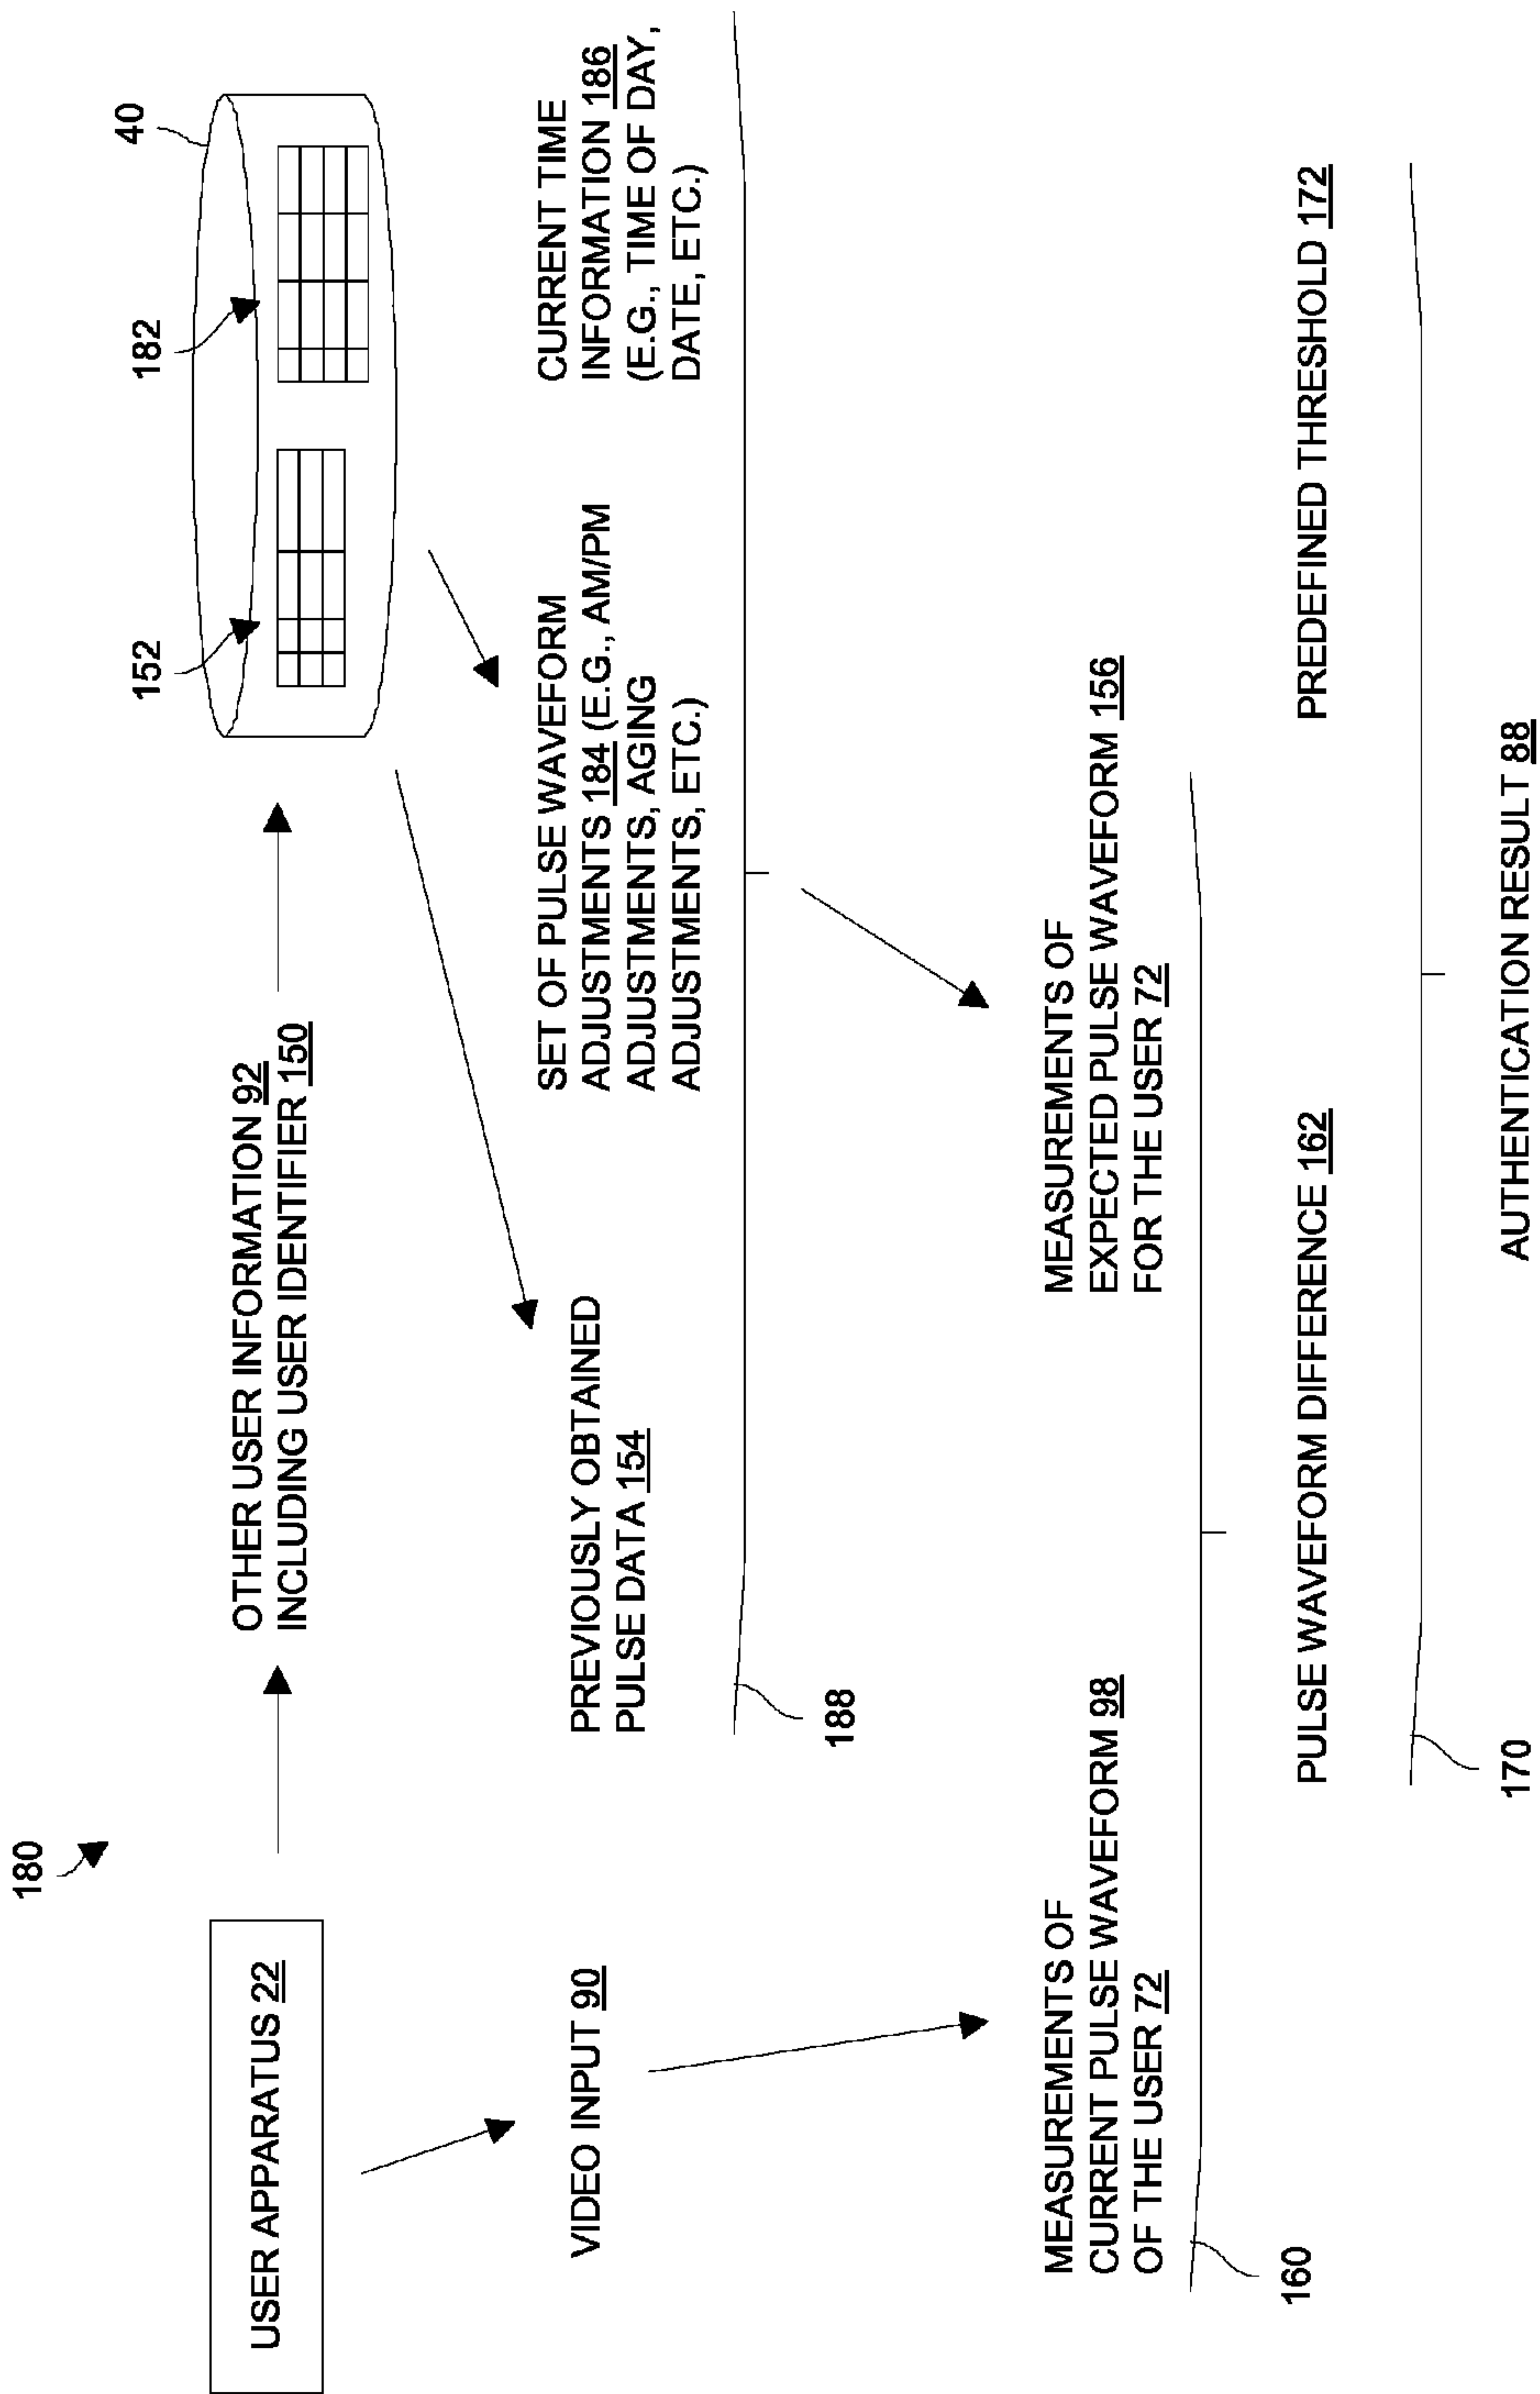 180
USER APPARATUS 22
OTHER USER INFORMATION 92
INCLUDING USER IDENTIFIER 150
152
182
40
VIDEO INPUT 90
PREVIOUSLY OBTAINED
PULSE DATA 154
SET OF PULSE WAVEFORM
ADJUSTMENTS 184 (E.G., AM/PM
ADJUSTMENTS, AGING
ADJUSTMENTS, ETC.)
CURRENT TIME
INFORMATION 186
(E.G., TIME OF DAY,
DATE, ETC.)
188
MEASUREMENTS OF
CURRENT PULSE WAVEFORM 98
OF THE USER 72
MEASUREMENTS OF
EXPECTED PULSE WAVEFORM 156
FOR THE USER 72
160
PULSE WAVEFORM DIFFERENCE 162
PREDEFINED THRESHOLD 172
170
AUTHENTICATION RESULT 88